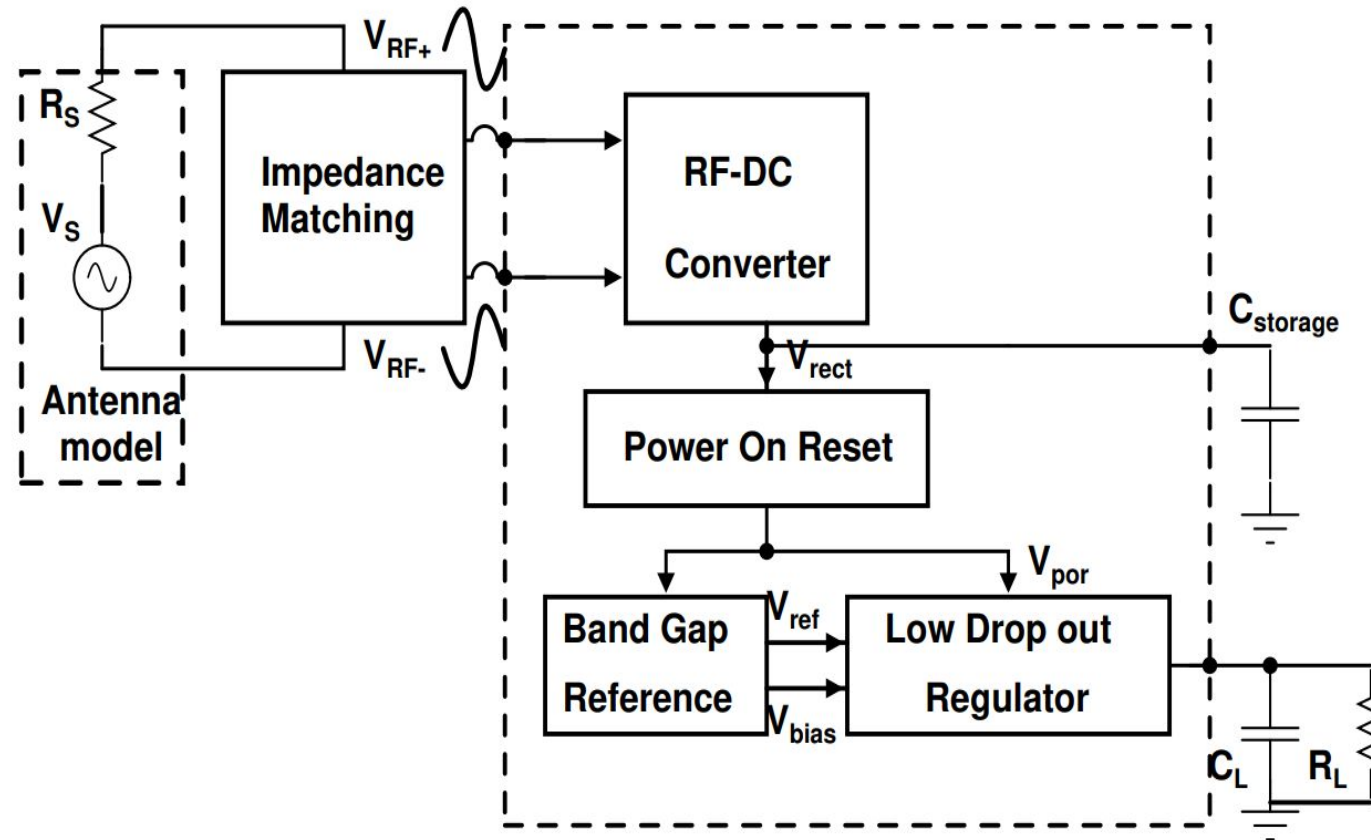 V_RF+
R_S
Impedance
Matching
RF-DC
Converter
V_S
V_RF-
C_storage
V_rect
Antenna
model
Power On Reset
V_por
Band Gap
Reference
V_ref
V_bias
Low Drop out
Regulator
C_L
R_L